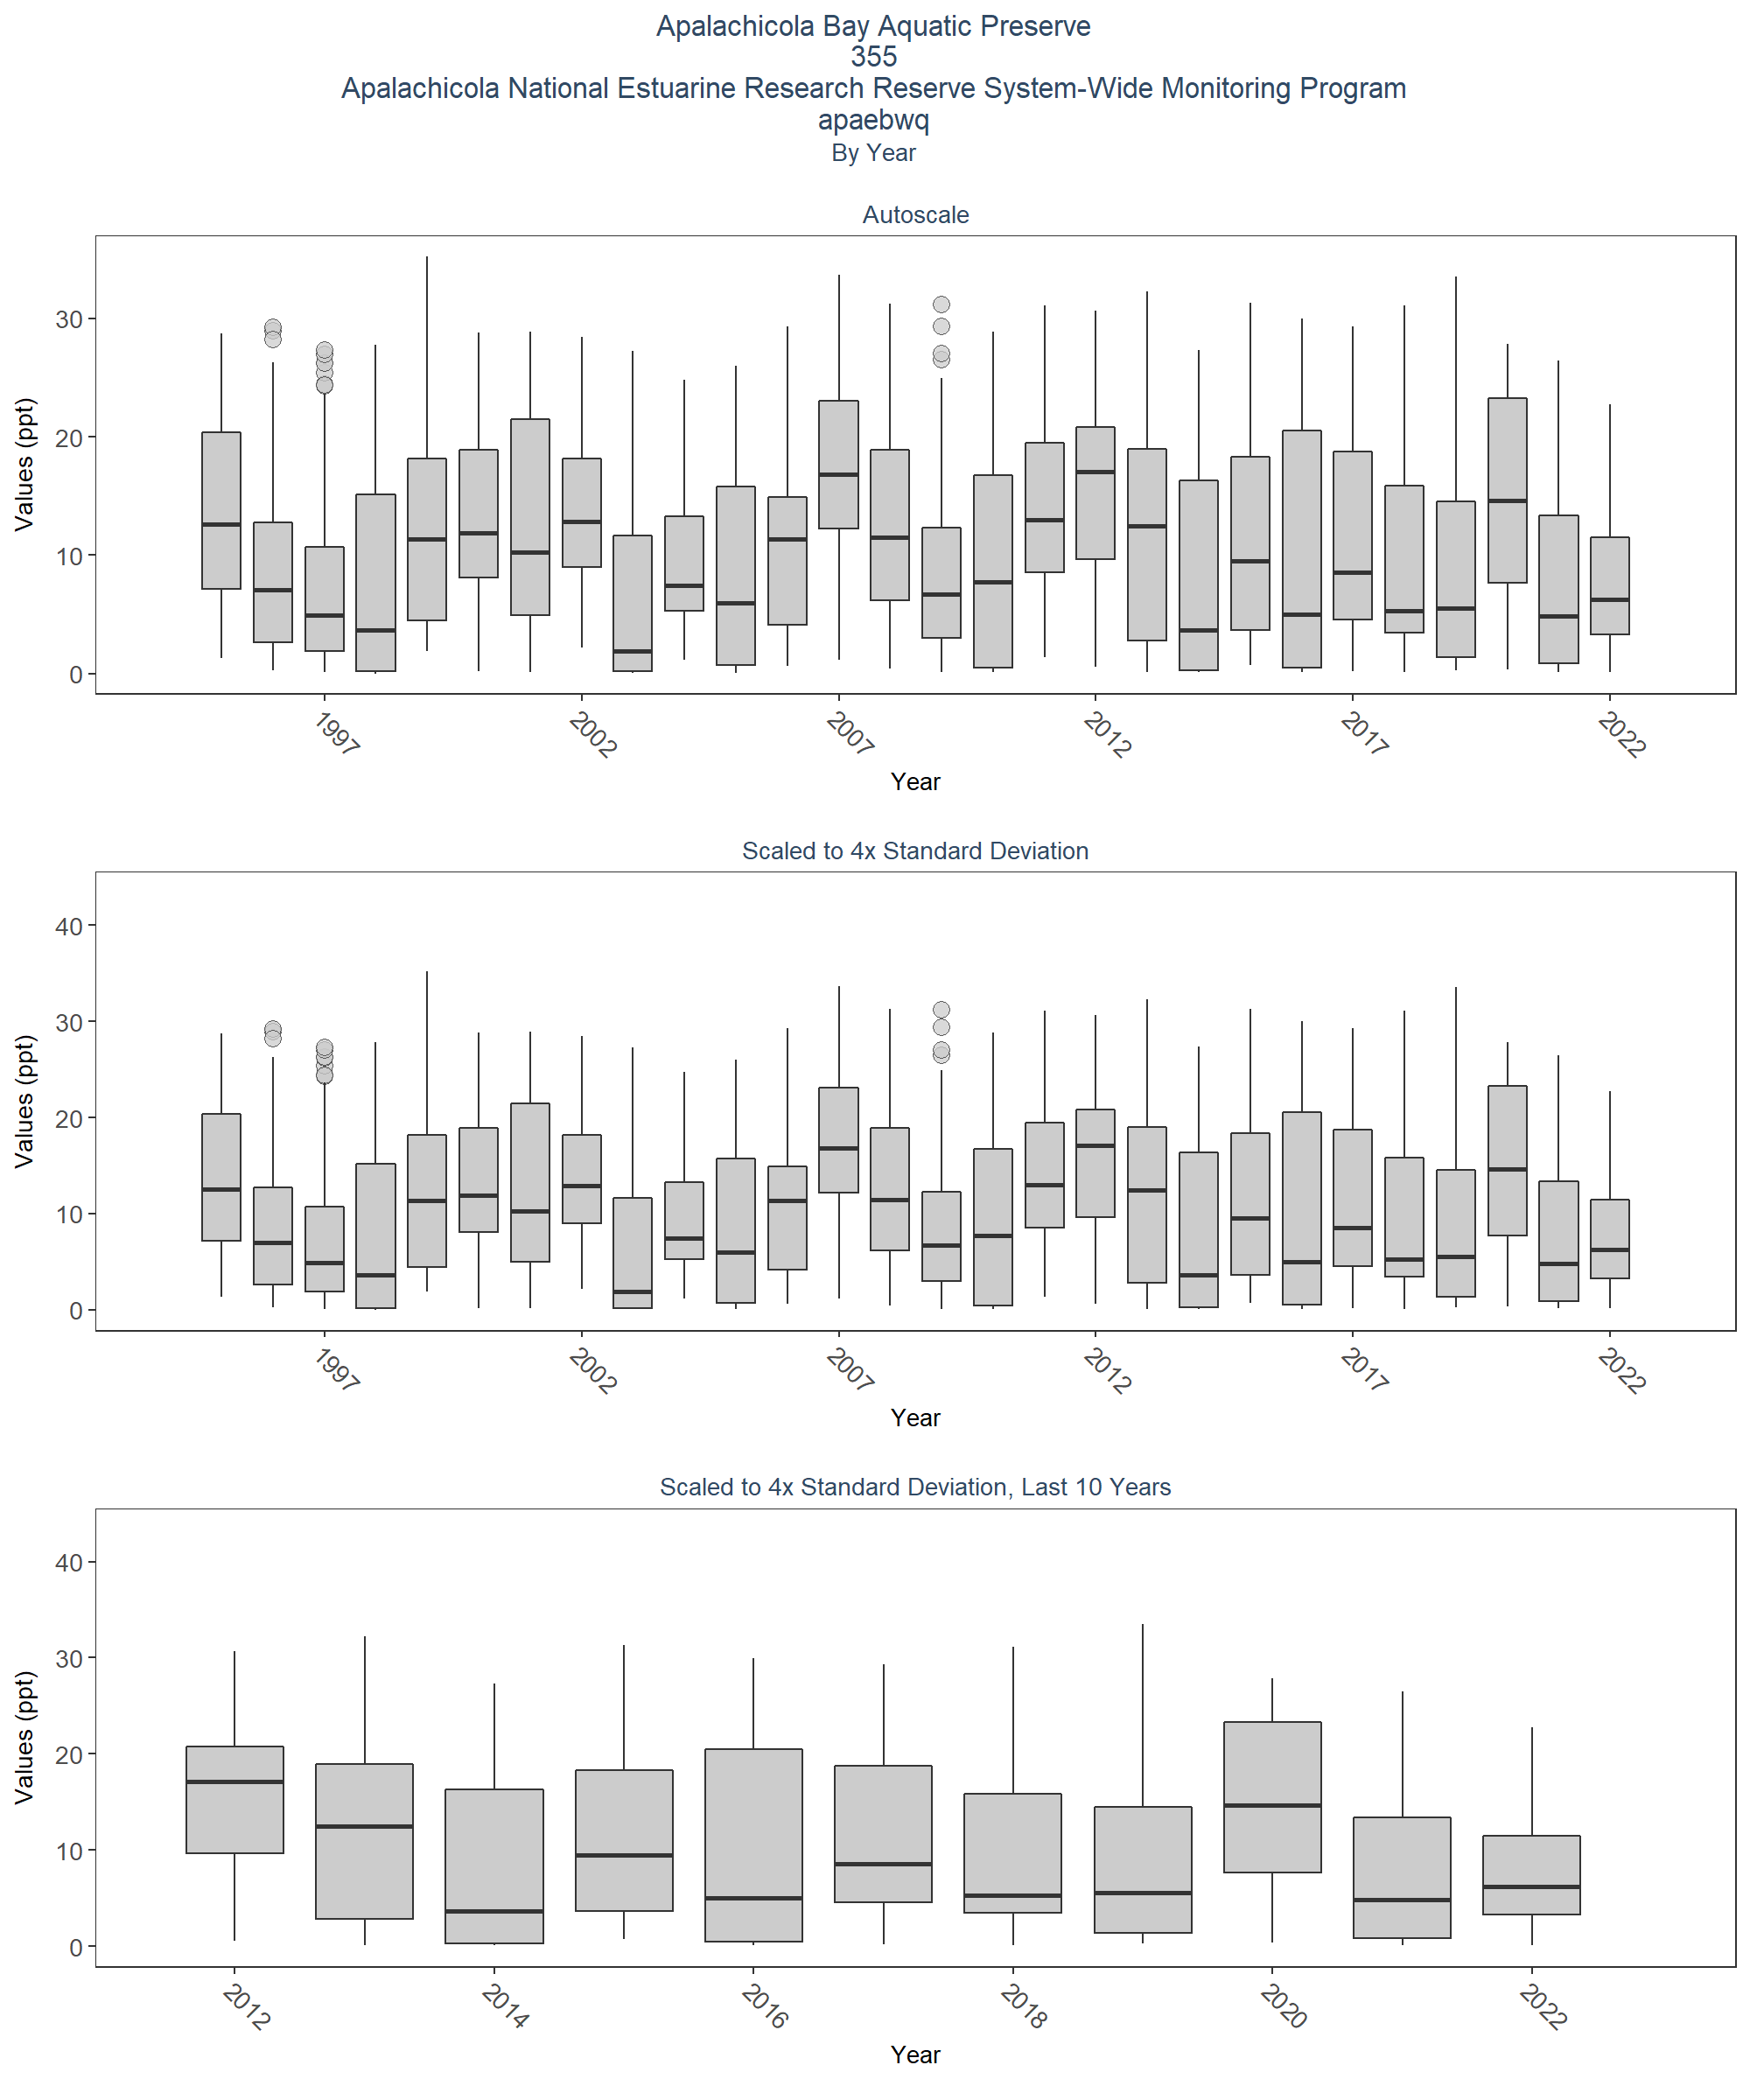 Apalachicola Bay Aquatic Preserve
355
Apalachicola National Estuarine Research Reserve System-Wide Monitoring Program
apaebwq
By Year
Autoscale
Values (ppt)
30
20
10
0
1997 2002 2007 2012 2017 2022
Year
Scaled to 4x Standard Deviation
Values (ppt)
40
30
20
10
0
1997 2002 2007 2012 2017 2022
Year
Scaled to 4x Standard Deviation, Last 10 Years
Values (ppt)
40
30
20
10
0
2012 2014 2016 2018 2020 2022
Year